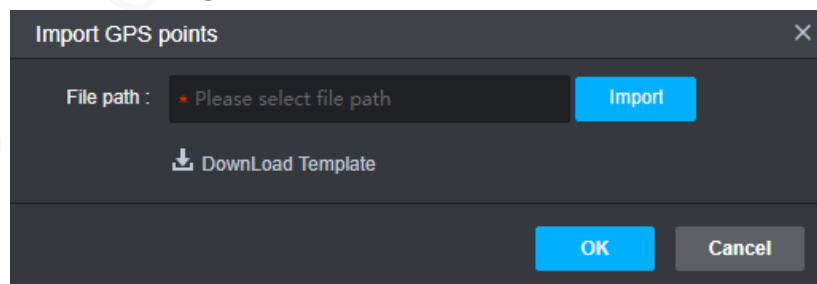 Import GPS points
File path :
* Please select file path
Import
DownLoad Template
OK
Cancel